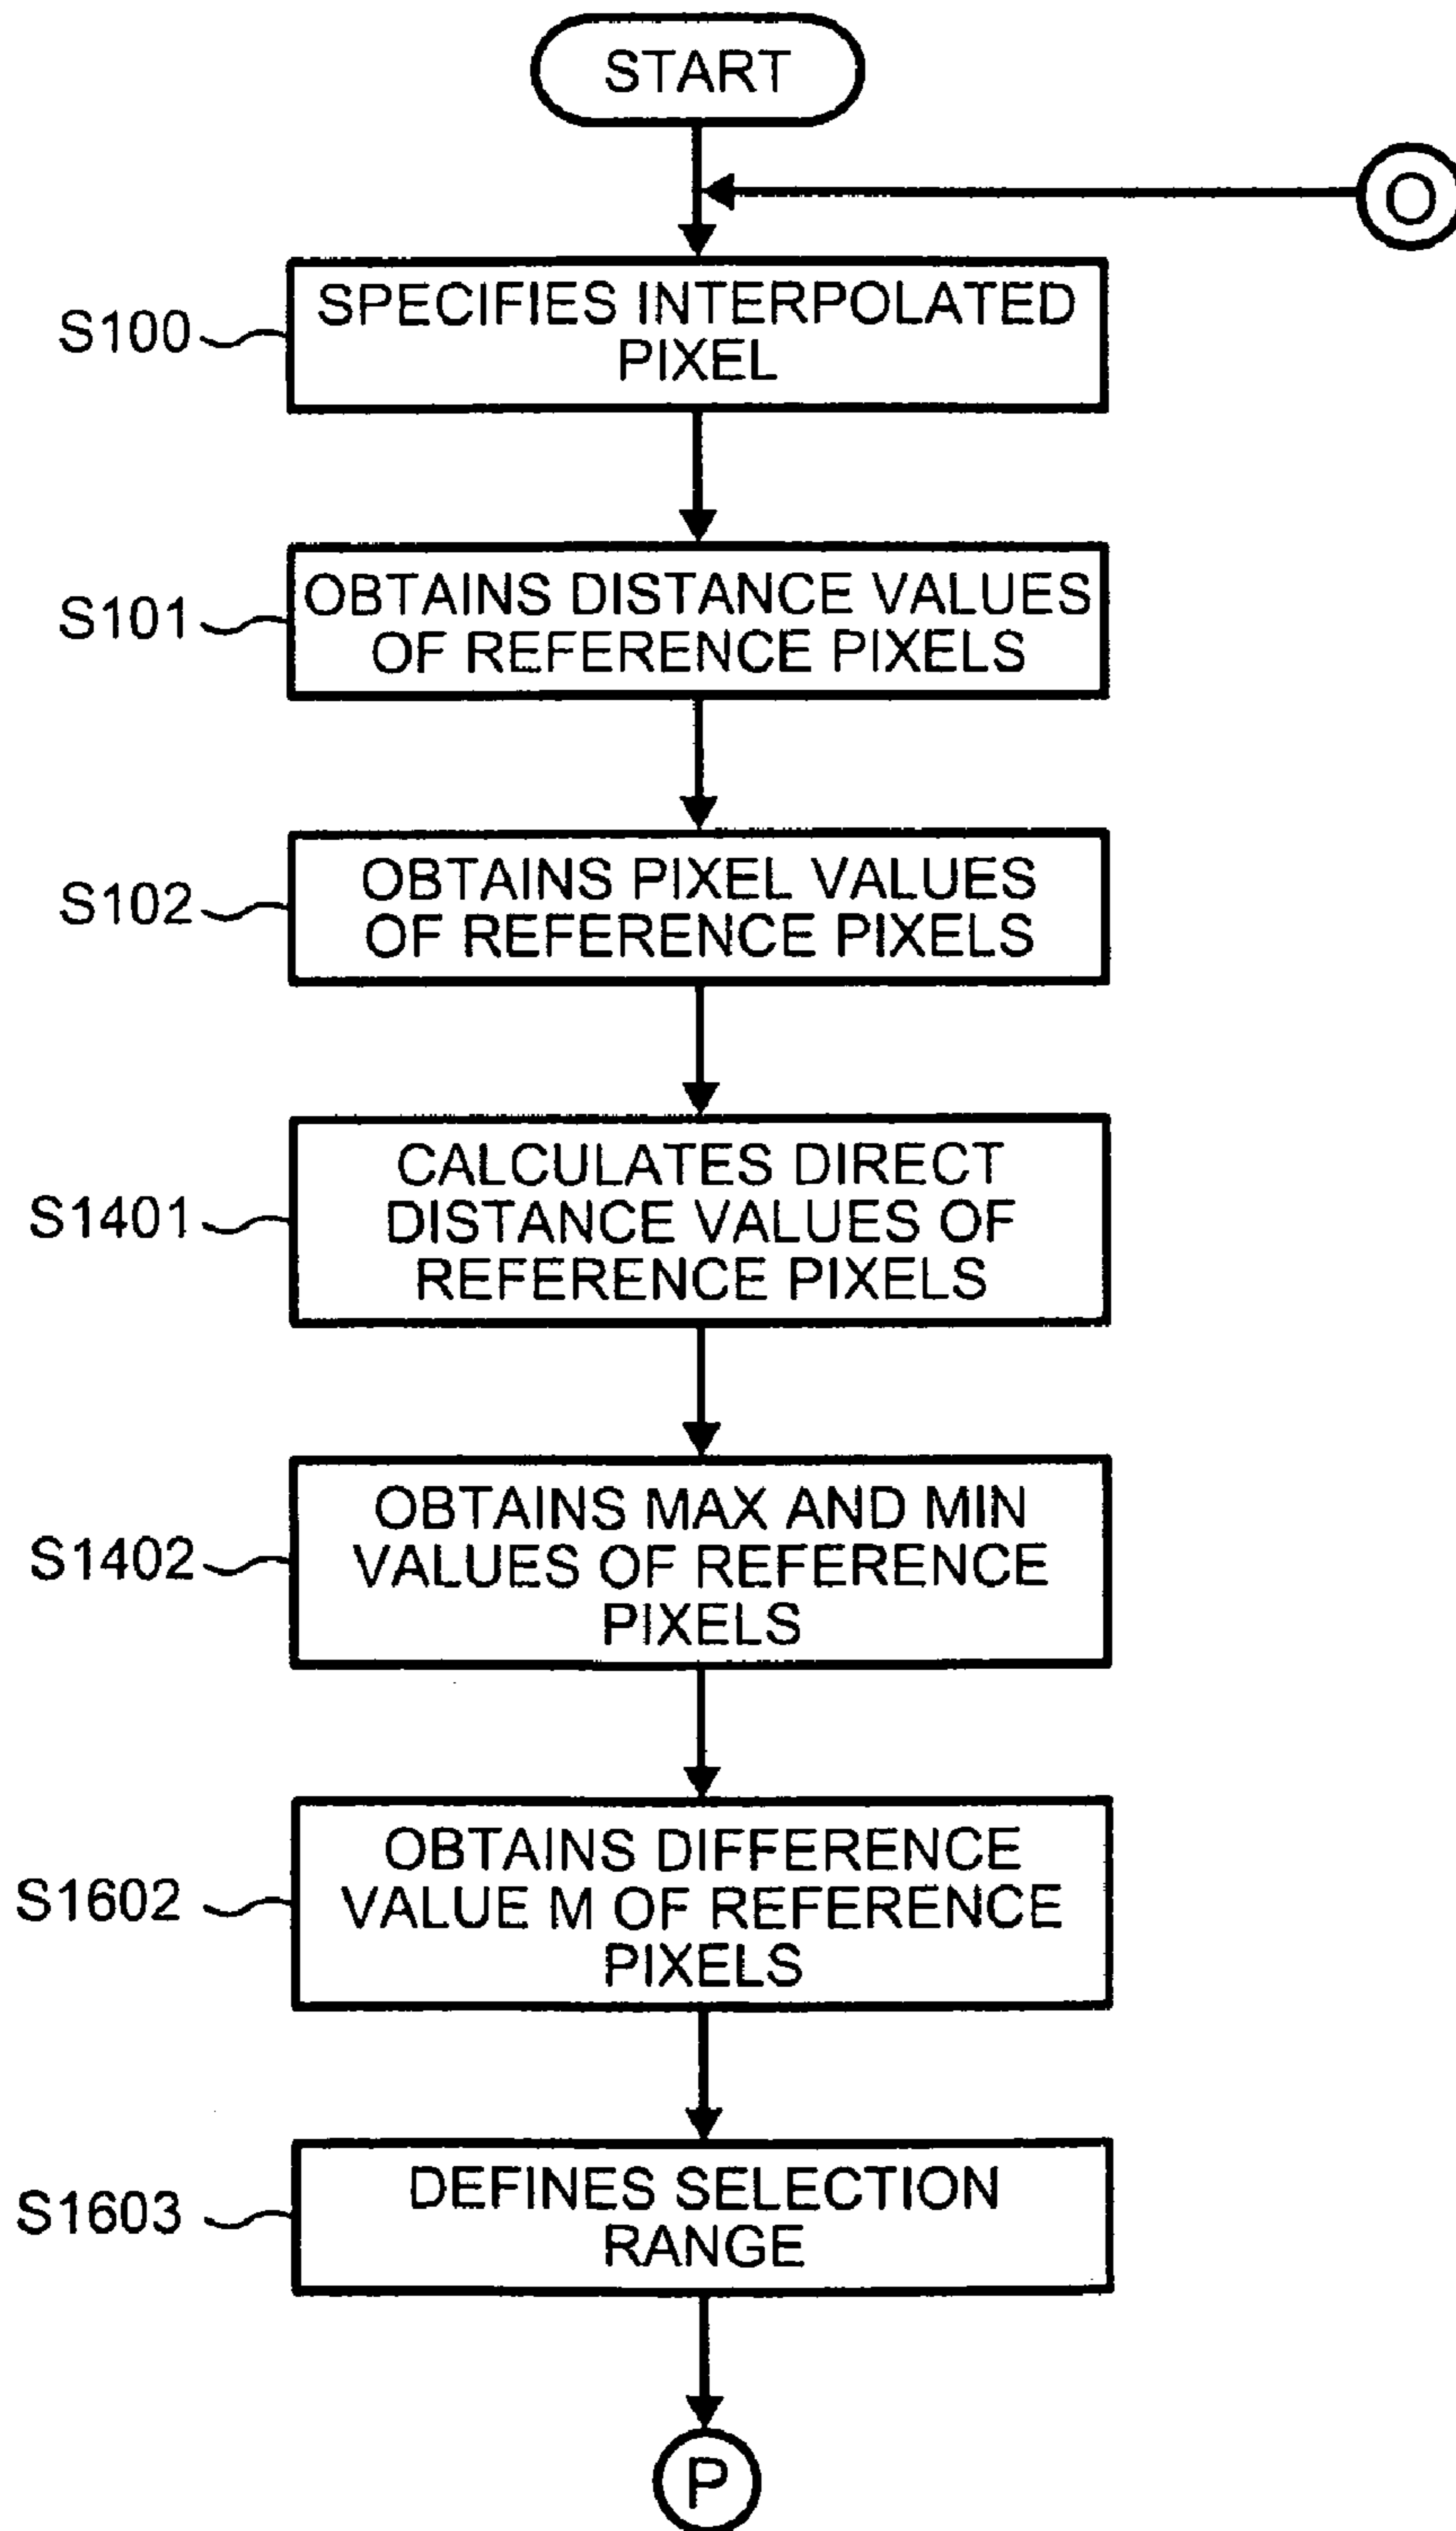 START
O
S100
SPECIFIES INTERPOLATED
PIXEL
S101
OBTAINS DISTANCE VALUES
OF REFERENCE PIXELS
S102
OBTAINS PIXEL VALUES
OF REFERENCE PIXELS
S1401
CALCULATES DIRECT
DISTANCE VALUES OF
REFERENCE PIXELS
S1402
OBTAINS MAX AND MIN
VALUES OF REFERENCE
PIXELS
S1602
OBTAINS DIFFERENCE
VALUE M OF REFERENCE
PIXELS
S1603
DEFINES SELECTION
RANGE
P